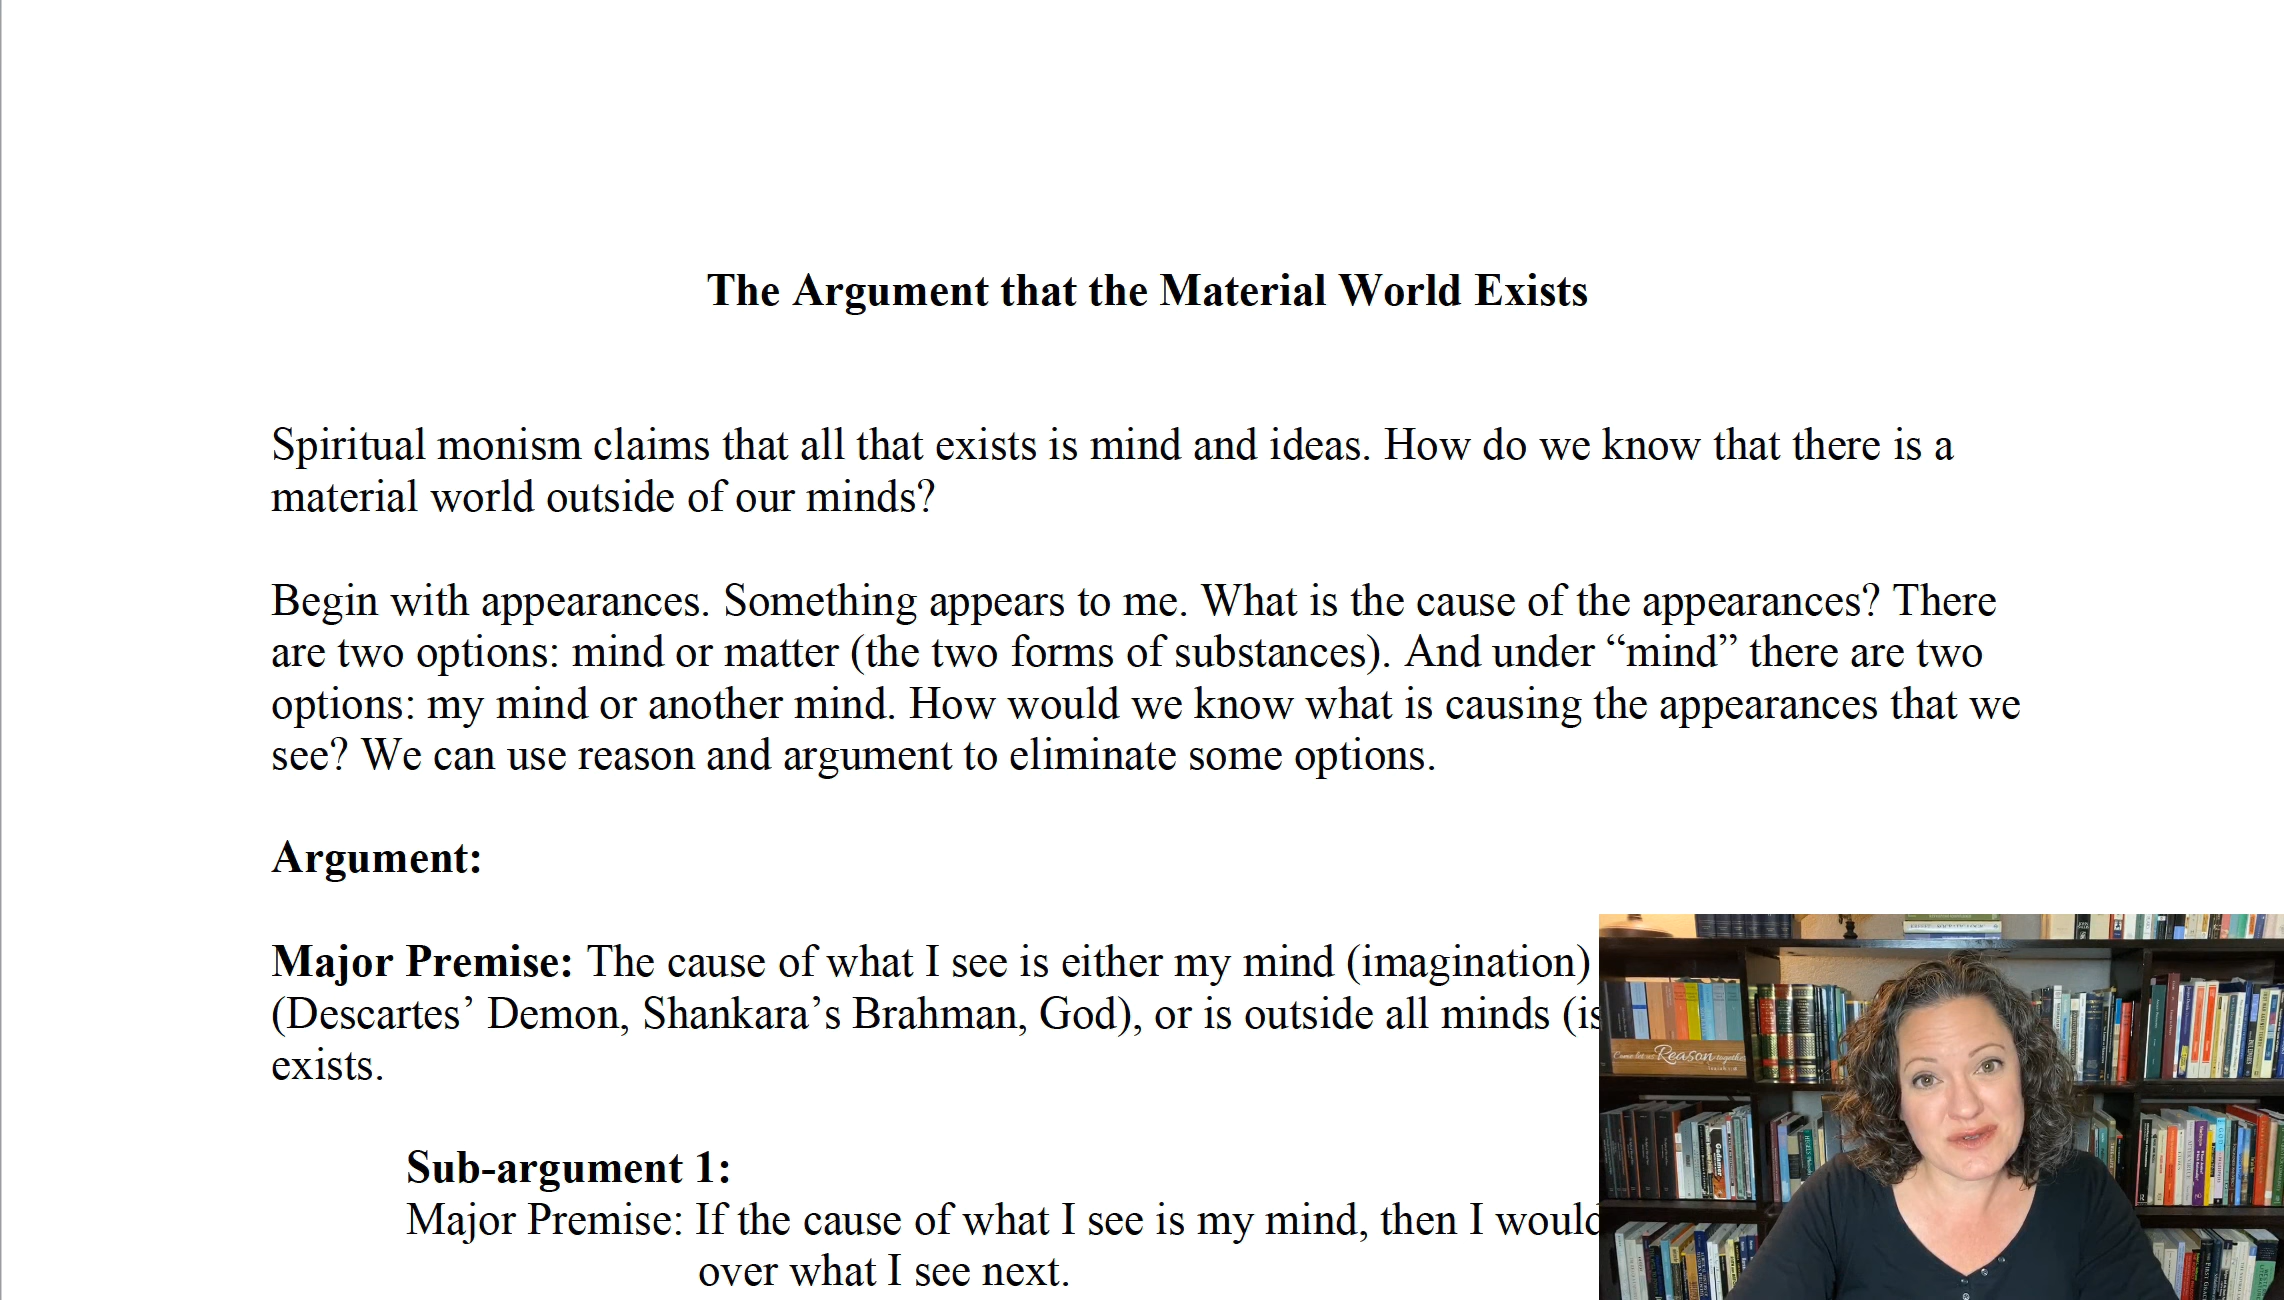 The Argument that the Material World Exists
Spiritual monism claims that all that exists is mind and ideas. How do we know that there is a
material world outside of our minds?
Begin with appearances. Something appears to me. What is the cause of the appearances? There
are two options: mind or matter (the two forms of substances). And under “mind” there are two
options: my mind or another mind. How would we know what is causing the appearances that we
see? We can use reason and argument to eliminate some options.
Argument:
Major Premise: The cause of what I see is either my mind (imagination)
(Descartes’ Demon, Shankara’s Brahman, God), or is outside all minds (is
exists.
Sub-argument 1:
Major Premise: If the cause of what I see is my mind, then I would
over what I see next.
Come let us Reason together